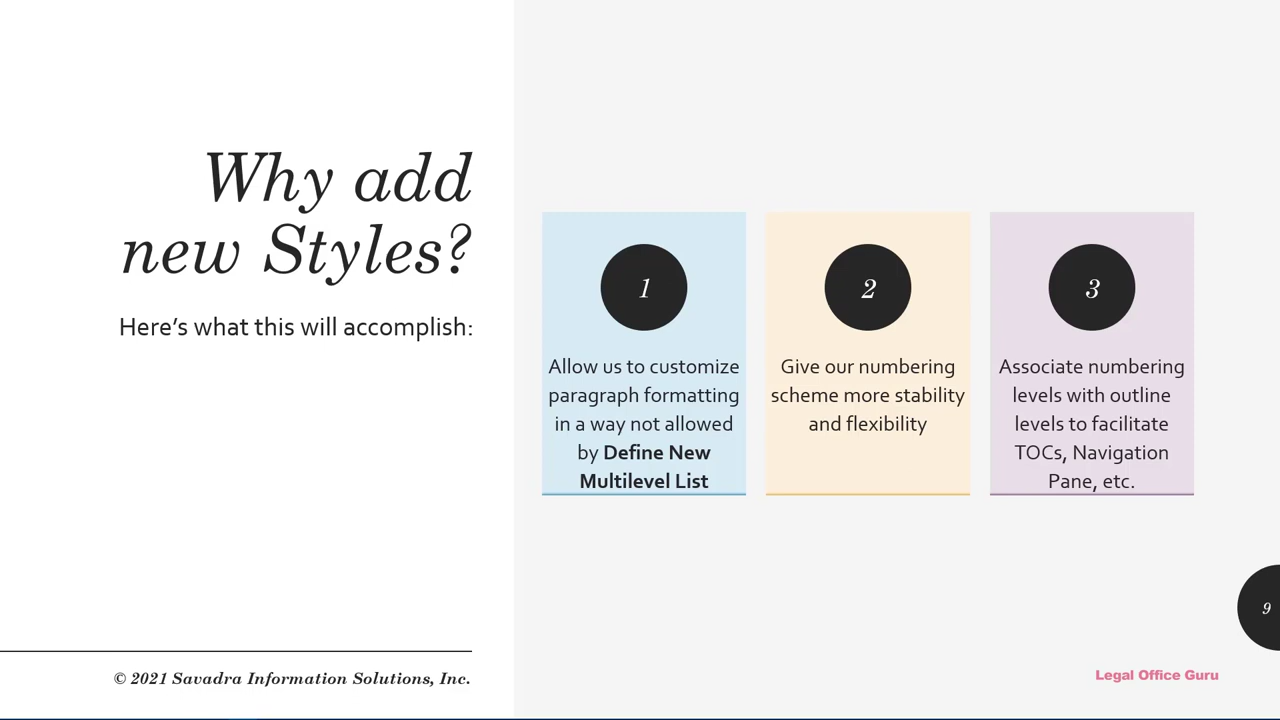 Why add
new Styles?
Here’s what this will accomplish:
1
Allow us to customize
paragraph formatting
in a way not allowed
by Define New
Multilevel List
2
Give our numbering
scheme more stability
and flexibility
3
Associate numbering
levels with outline
levels to facilitate
TOCs, Navigation
Pane, etc.
9
© 2021 Savadra Information Solutions, Inc.
Legal Office Guru